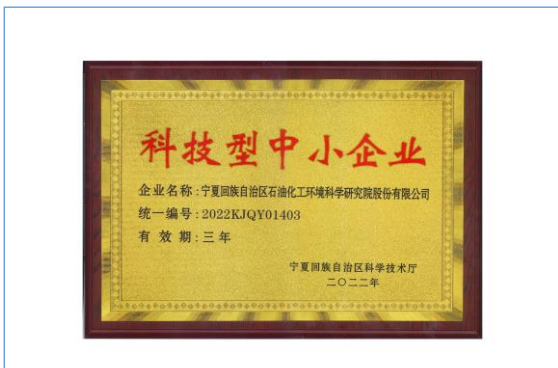 科技型中小企业
企业名称:宁夏回族自治区石油化工环境科学研究院股份有限公司
统一编号:2022KJQY01403
有 效 期:三年
宁夏回族自治区科学技术厅
二〇二二年